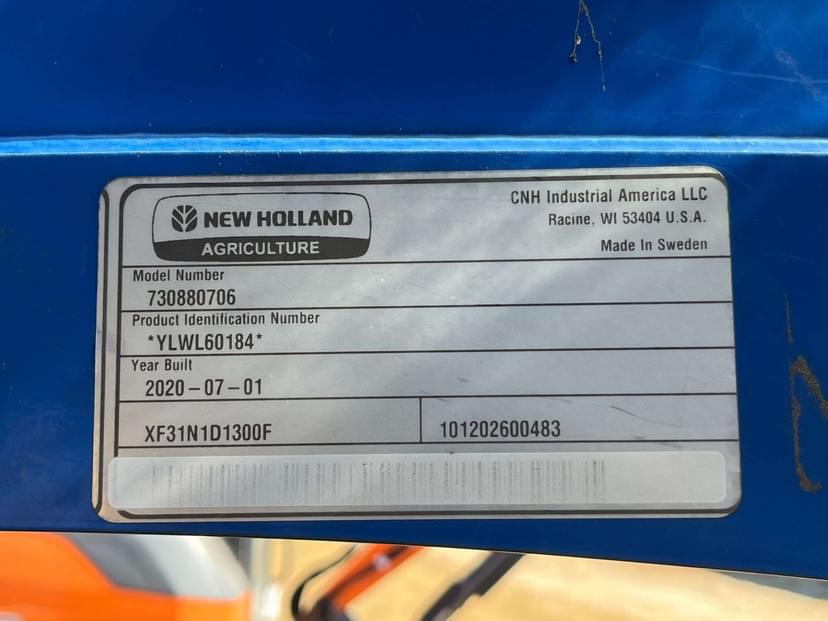 NEW HOLLAND
AGRICULTURE
CNH Industrial America LLC
Racine, WI 53404 U.S.A.
Made In Sweden
Model Number
730880706
Product Identification Number
*YLWL60184*
Year Built
2020-07-01
XF31N1D1300F
101202600483